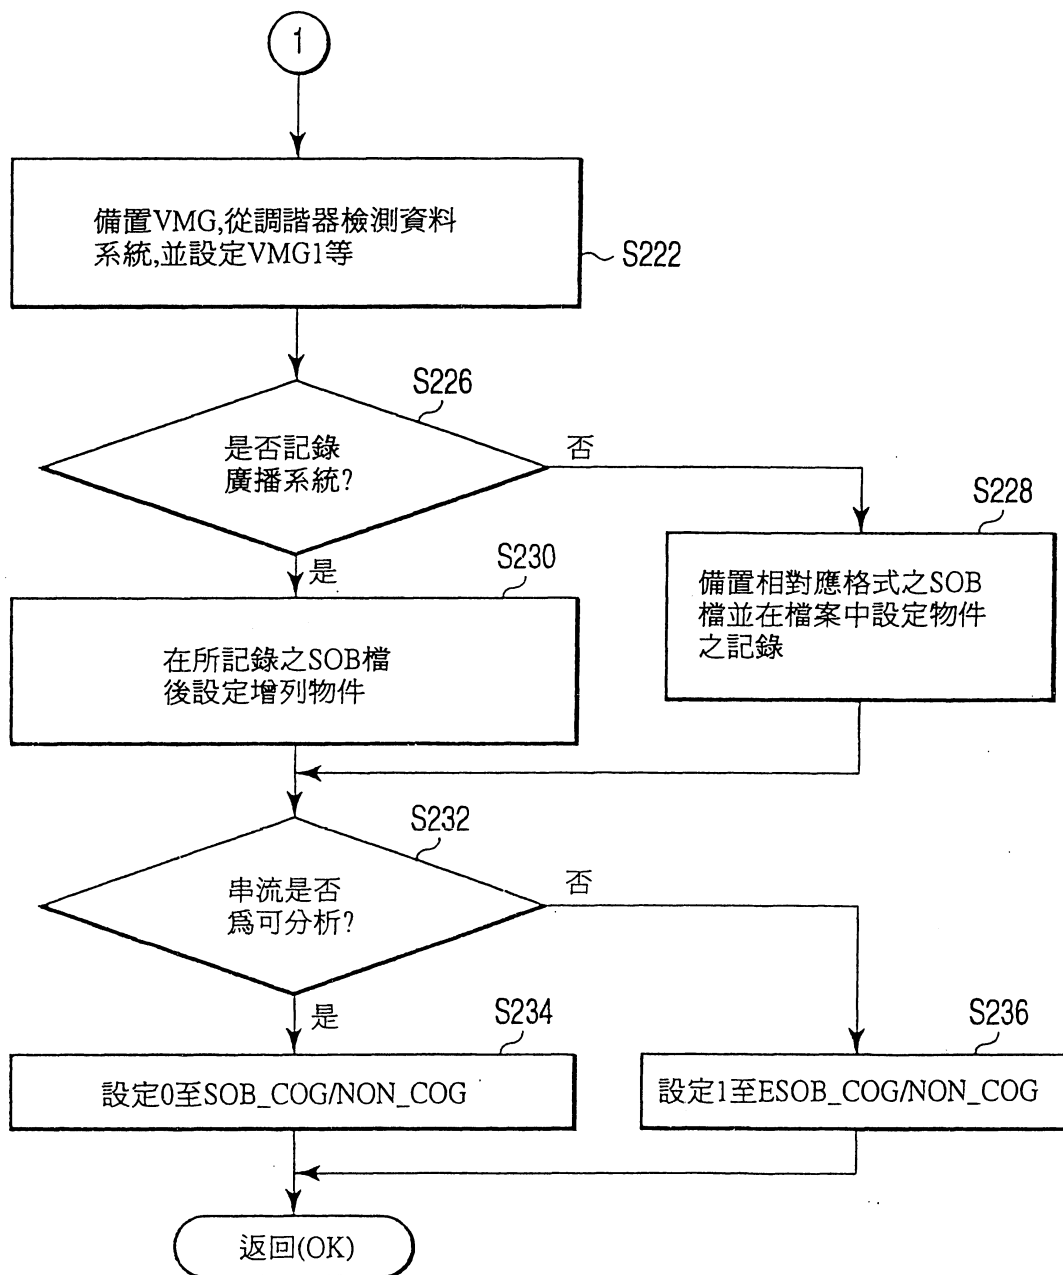 1
備置VMG,從調諧器檢測資料
系統,並設定VMG1等
S222
S226
是否記錄
廣播系統?
否
是
S228
備置相對應格式之SOB
檔並在檔案中設定物件
之記錄
S230
在所記錄之SOB檔
後設定增列物件
S232
串流是否
爲可分析?
否
是
S234
設定0至SOB_COG/NON_COG
S236
設定1至ESOB_COG/NON_COG
返回(OK)